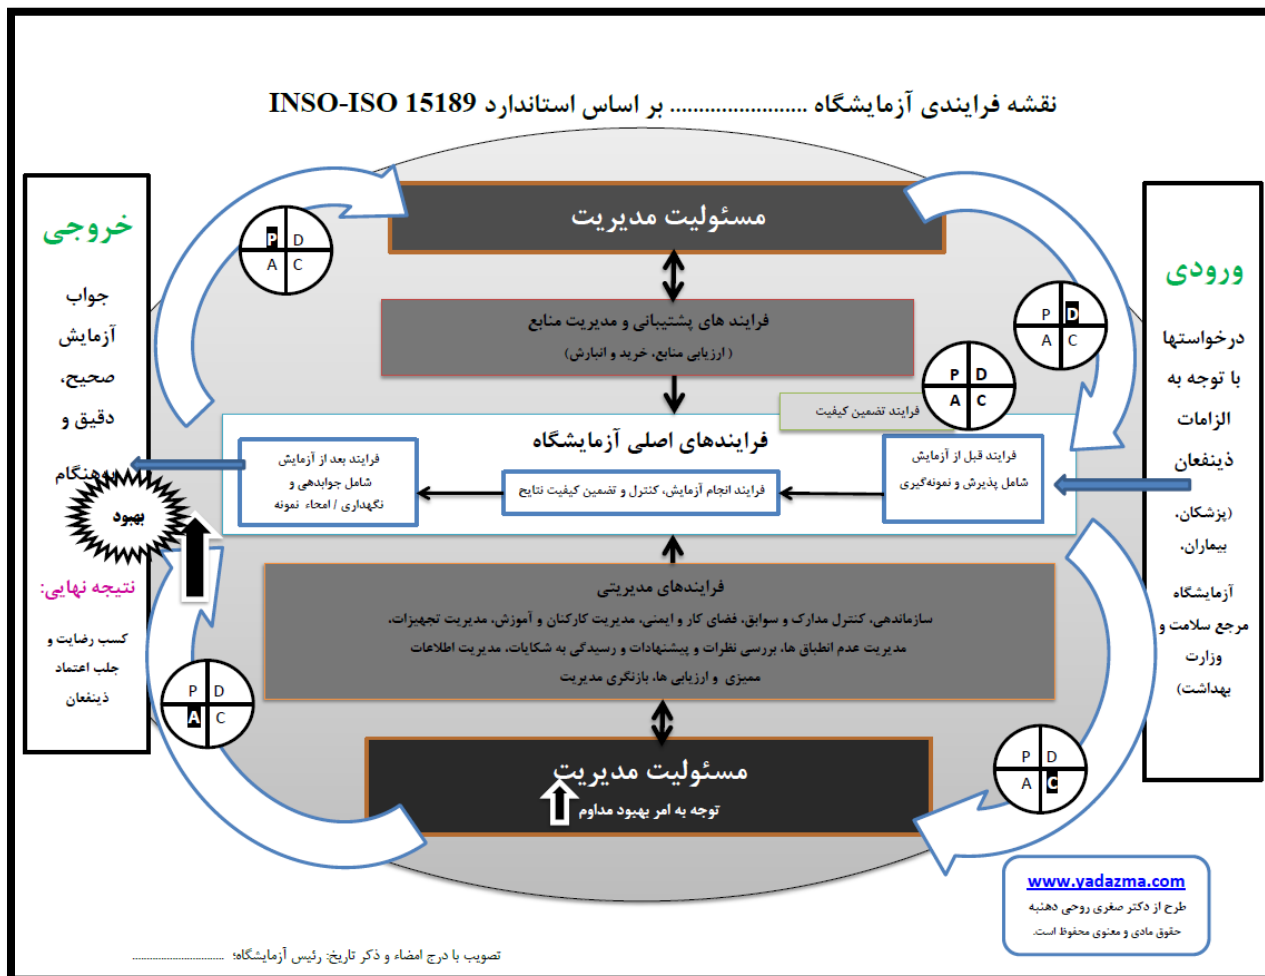 نقشه فرایندی آزمایشگاه ........................ بر اساس استاندارد INSO-ISO 15189
ورودی
درخواستها
با توجه به
الزامات
ذینفعان
(پزشکان،
بیماران،
آزمایشگاه
مرجع سلامت و
وزارت
بهداشت)
مسئولیت مدیریت
P D
A C
P D
A C
فرایند های پشتیبانی و مدیریت منابع
(ارزیابی منابع، خرید و انبارش)
P D
A C
فرایند تضمین کیفیت
فرایندهای اصلی آزمایشگاه
فرایند قبل از آزمایش
شامل پذیرش و نمونه‌گیری
فرایند انجام آزمایش، کنترل و تضمین کیفیت نتایج
فرایند بعد از آزمایش
شامل جوابدهی و
نگهداری / امحاء نمونه
فرایندهای مدیریتی
سازماندهی، کنترل مدارک و سوابق، فضای کار و ایمنی، مدیریت کارکنان و آموزش، مدیریت تجهیزات،
مدیریت عدم انطباق ها، بررسی نظرات و پیشنهادات و رسیدگی به شکایات، مدیریت اطلاعات
ممیزی و ارزیابی ها، بازنگری مدیریت
P D
A C
P D
A C
مسئولیت مدیریت
توجه به امر بهبود مداوم
خروجی
جواب
آزمایش
صحیح،
دقیق و
بهبود
نتیجه نهایی:
کسب رضایت و
جلب اعتماد
ذینفعان
www.yadazma.com
طرح از دکتر صغری روحی دهنبه
حقوق مادی و معنوی محفوظ است.
تصویب با درج امضاء و ذکر تاریخ: رئیس آزمایشگاه؛ ................................